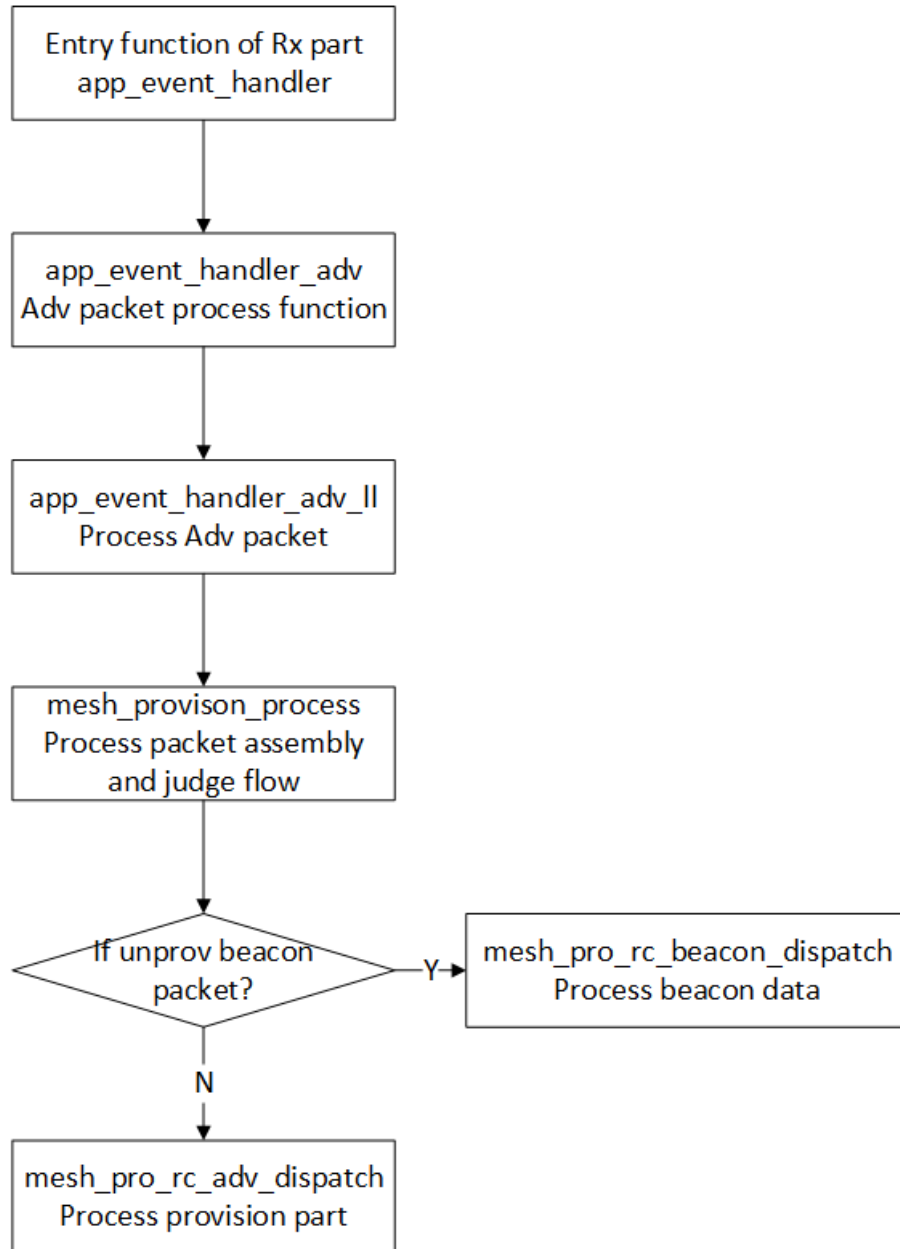 Entry function of Rx part
app_event_handler
app_event_handler_adv
Adv packet process function
app_event_handler_adv_ll
Process Adv packet
mesh_provison_process
Process packet assembly
and judge flow
If unprov beacon
packet?
Y
mesh_pro_rc_beacon_dispatch
Process beacon data
N
mesh_pro_rc_adv_dispatch
Process provision part